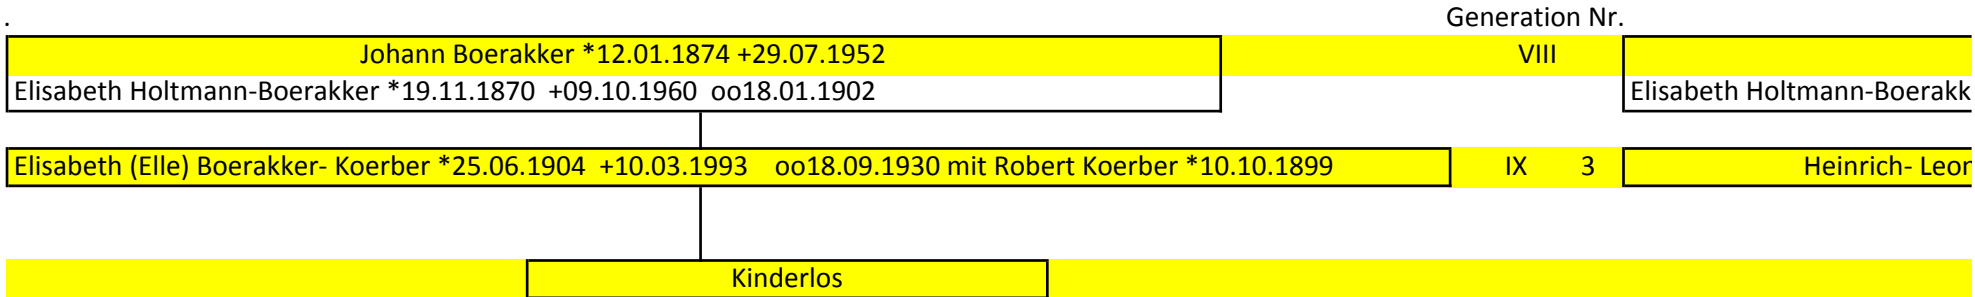 . Generation Nr.
Johann Boerakker *12.01.1874 +29.07.1952 VIII
Elisabeth Holtmann-Boerakker *19.11.1870 +09.10.1960 oo18.01.1902 Elisabeth Holtmann-Boerakk
Elisabeth (Elle) Boerakker- Koerber *25.06.1904 +10.03.1993 oo18.09.1930 mit Robert Koerber *10.10.1899 IX 3 Heinrich- Leon
Kinderlos